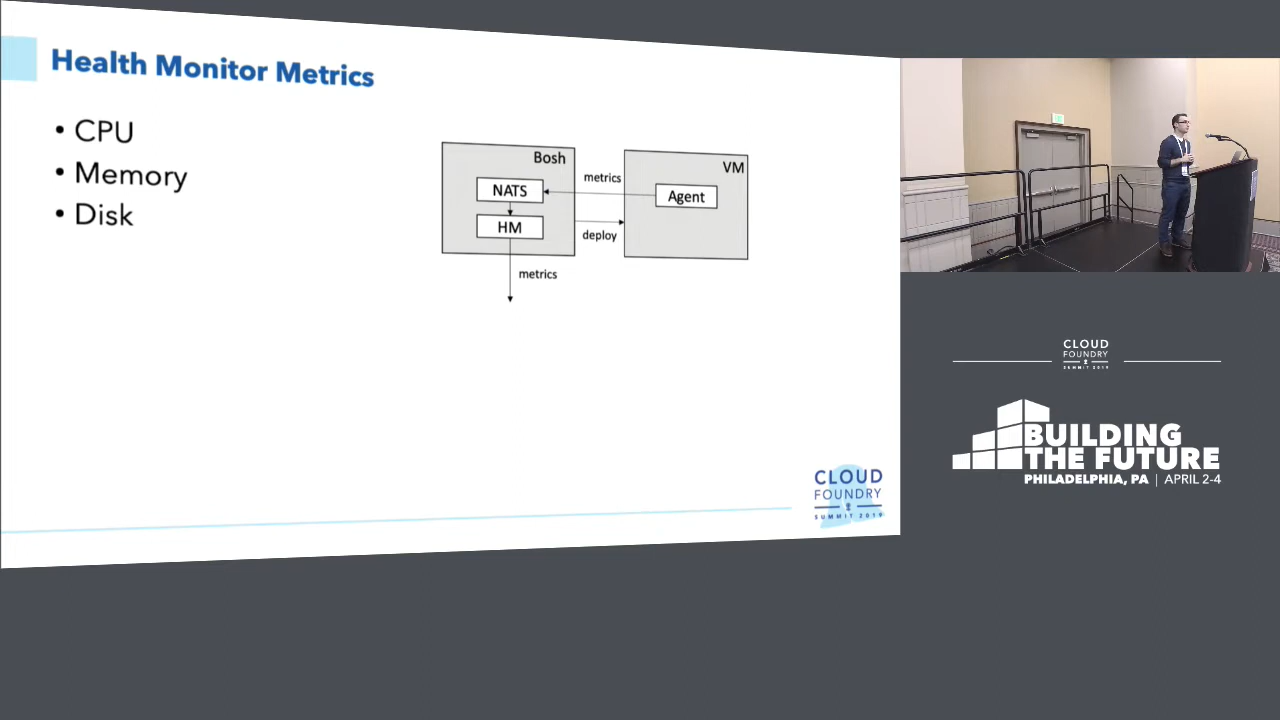 Health Monitor Metrics
• CPU
• Memory
• Disk
Bosh
NATS
HM
metrics
deploy
metrics
VM
Agent
CLOUD
FOUNDRY
SUMMIT 2019
CLOUD
FOUNDRY
SUMMIT 2019
BUILDING
THE FUTURE
PHILADELPHIA, PA | APRIL 2-4